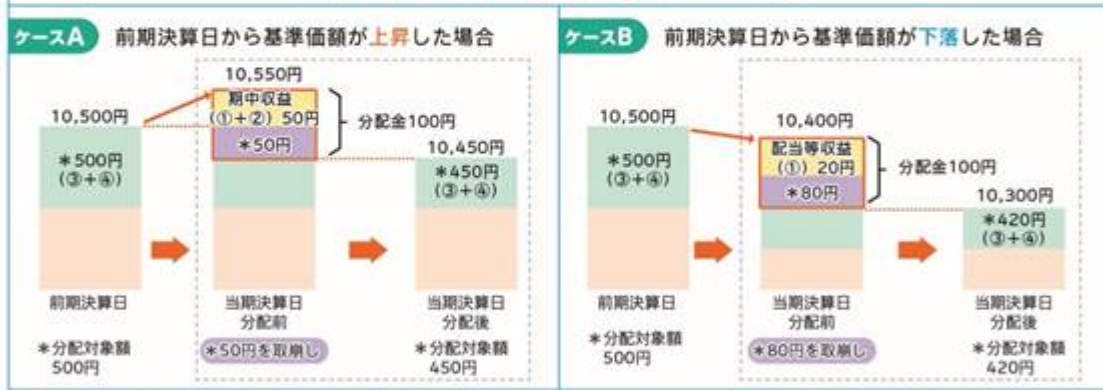 ケースA 前期決算日から基準価額が上昇した場合
10,550円
期中収益
(①+②) 50円
分配金100円
10,500円
*50円
10,450円
*500円
(③+④)
*450円
(③+④)
前期決算日
当期決算日
分配前
当期決算日
分配後
*分配対象額
500円
*50円を取崩し
*分配対象額
450円
ケースB 前期決算日から基準価額が下落した場合
10,500円
10,400円
配当等収益
(①) 20円
分配金100円
*500円
(③+④)
*80円
10,300円
*420円
(③+④)
前期決算日
当期決算日
分配前
当期決算日
分配後
*分配対象額
500円
*80円を取崩し
*分配対象額
420円